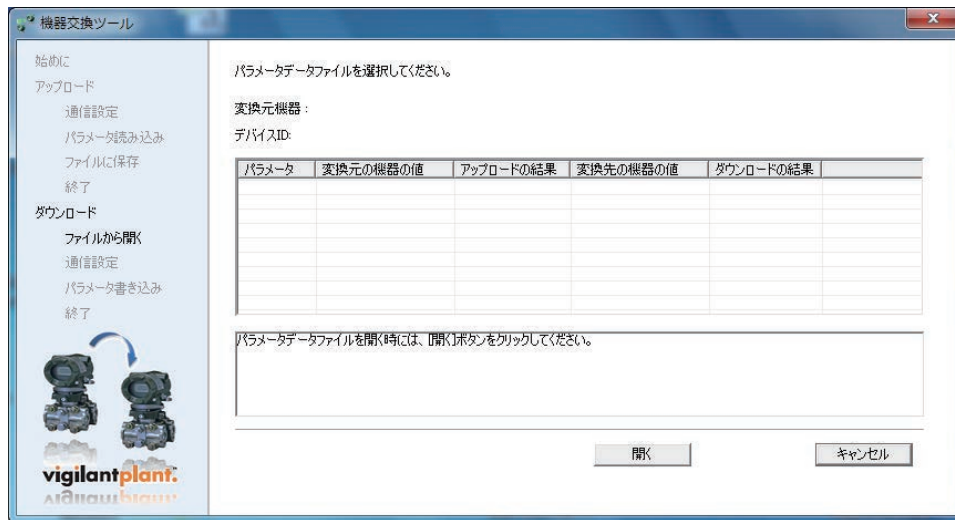 機器交換ツール
始めに
アップロード
通信設定
パラメータ読み込み
ファイルに保存
終了
ダウンロード
ファイルから開く
通信設定
パラメータ書き込み
終了
vigilantplant.
パラメータデータファイルを選択してください。
変換元機器 :
デバイスID:
パラメータ 変換元の機器の値 アップロードの結果 変換先の機器の値 ダウンロードの結果
パラメータデータファイルを開く時には、[開く]ボタンをクリックしてください。
開く キャンセル